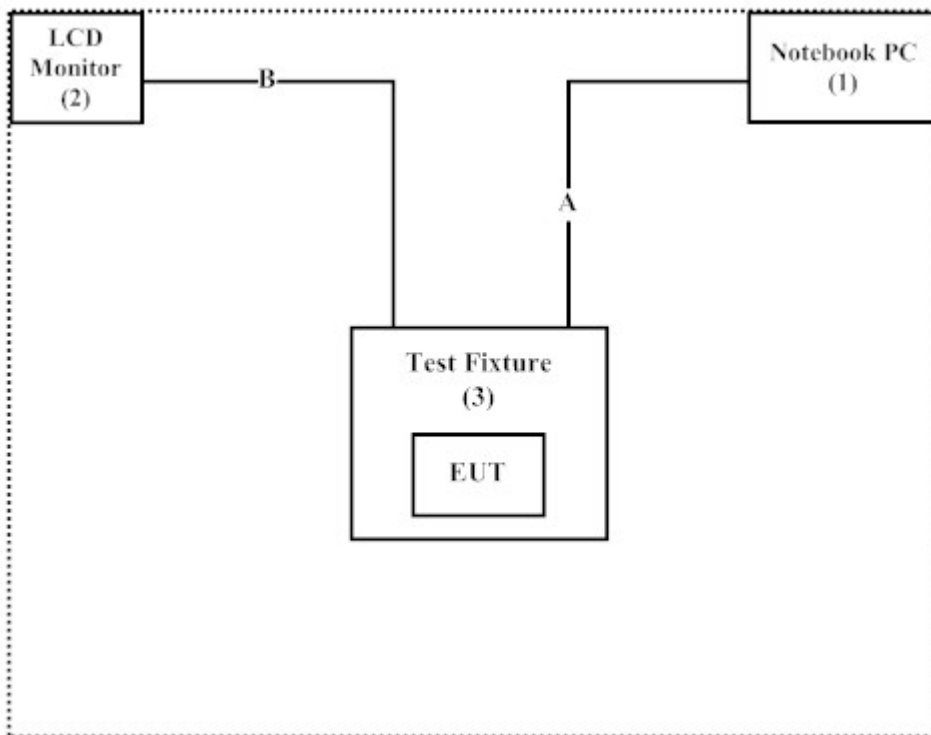 LCD
Monitor
(2)
B
Notebook PC
(1)
A
Test Fixture
(3)
EUT